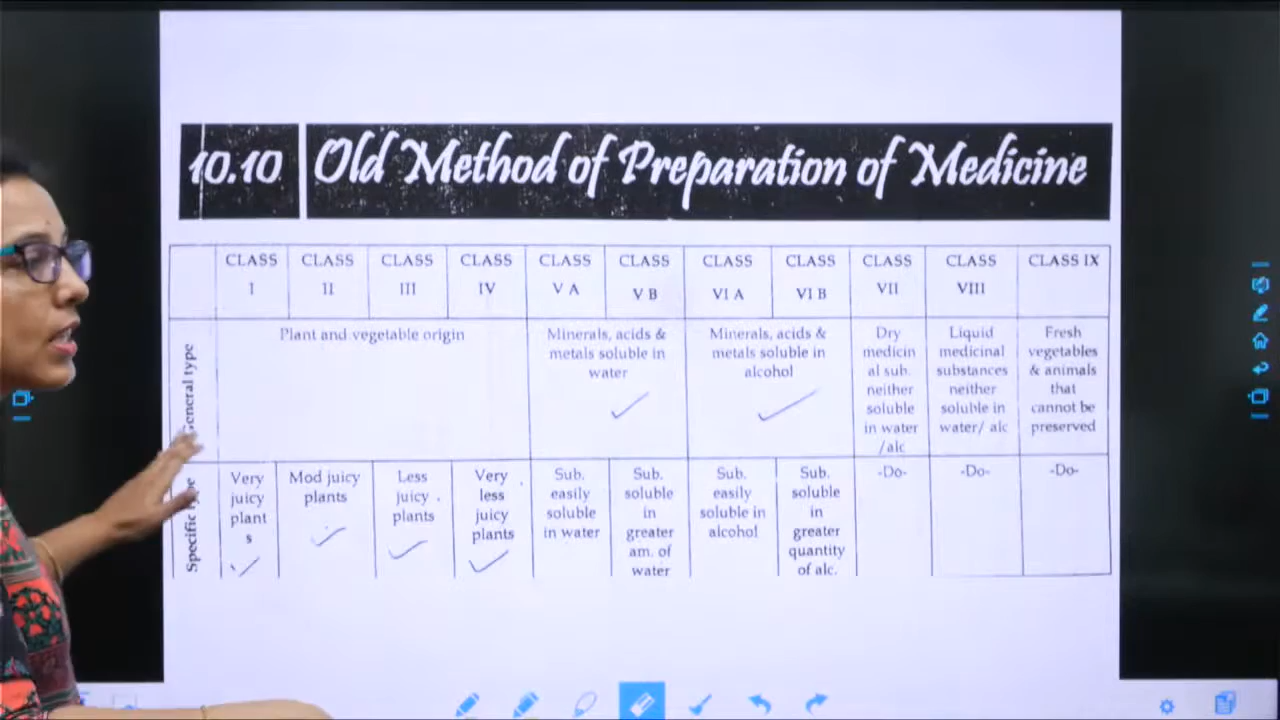 10.10 Old Method of Preparation of Medicine
CLASS I
CLASS II
CLASS III
CLASS IV
CLASS V A
CLASS V B
CLASS VI A
CLASS VI B
CLASS VII
CLASS VIII
CLASS IX
General type
Plant and vegetable origin
Minerals, acids &
metals soluble in
water
Minerals, acids &
metals soluble in
alcohol
Dry
medicin
al sub.
neither
soluble
in water
/alc
Liquid
medicinal
substances
neither
soluble in
water/ alc
Fresh
vegetables
& animals
that
cannot be
preserved
Specific type
Very
juicy
plant
s
Mod juicy
plants
Less
juicy
plants
Very
less
juicy
plants
Sub.
easily
soluble
in water
Sub.
soluble
in
greater
am. of
water
Sub.
easily
soluble in
alcohol
Sub.
soluble
in
greater
quantity
of alc.
-Do-
-Do-
-Do-